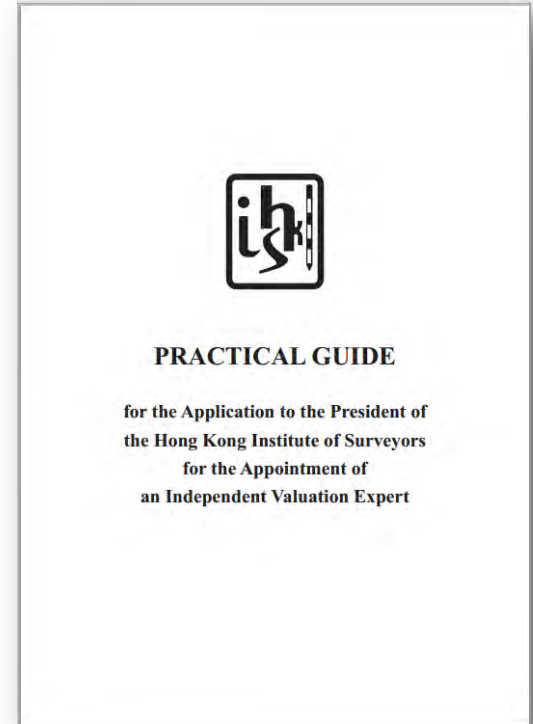 ihsk
PRACTICAL GUIDE
for the Application to the President of
the Hong Kong Institute of Surveyors
for the Appointment of
an Independent Valuation Expert